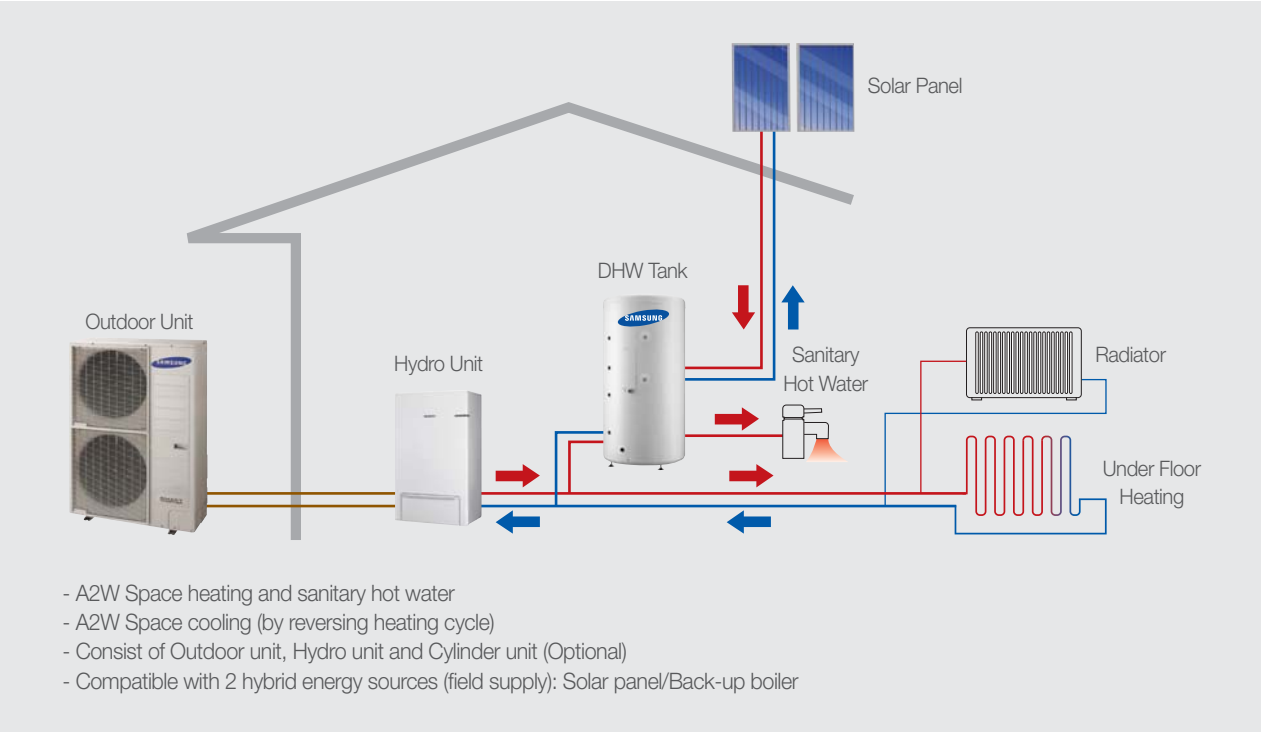 Solar Panel
DHW Tank
SAMSUNG
Outdoor Unit
SAMSUNG
Hydro Unit
Sanitary
Hot Water
Radiator
Under Floor
Heating
- A2W Space heating and sanitary hot water
- A2W Space cooling (by reversing heating cycle)
- Consist of Outdoor unit, Hydro unit and Cylinder unit (Optional)
- Compatible with 2 hybrid energy sources (field supply): Solar panel/Back-up boiler